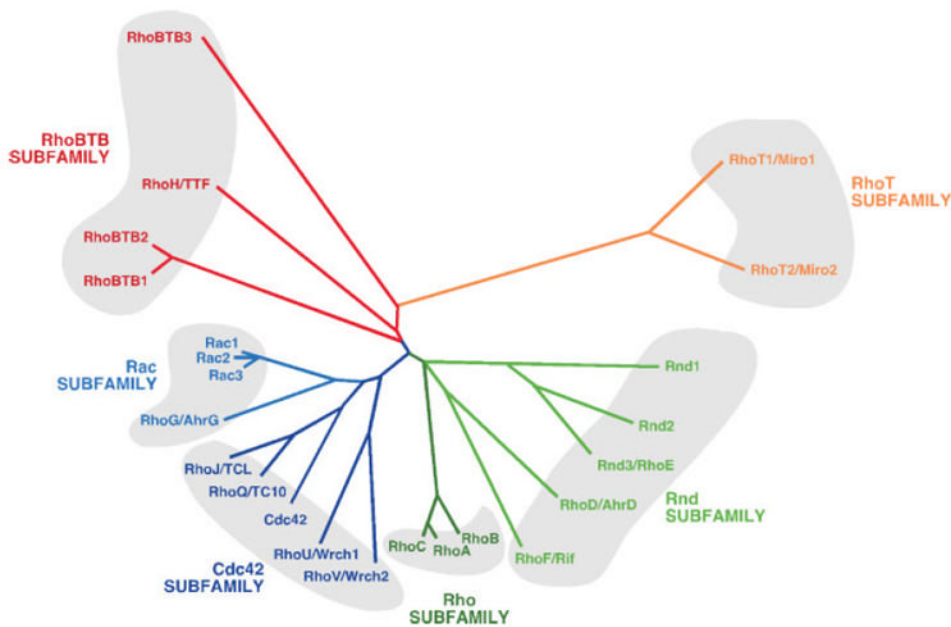 RhoBTB3
RhoBTB
SUBFAMILY
RhoH/TTF
RhoBTB2
RhoBTB1
RhoT1/Miro1
RhoT
SUBFAMILY
RhoT2/Miro2
Rac1
Rac2
Rac3
Rac
SUBFAMILY
RhoG/AhrG
RhoJ/TCL
RhoQ/TC10
Cdc42
RhoU/Wrch1
RhoV/Wrch2
Cdc42
SUBFAMILY
RhoC
RhoA
RhoB
Rho
SUBFAMILY
Rnd1
Rnd2
Rnd3/RhoE
RhoD/AhrD
RhoF/Rif
Rnd
SUBFAMILY